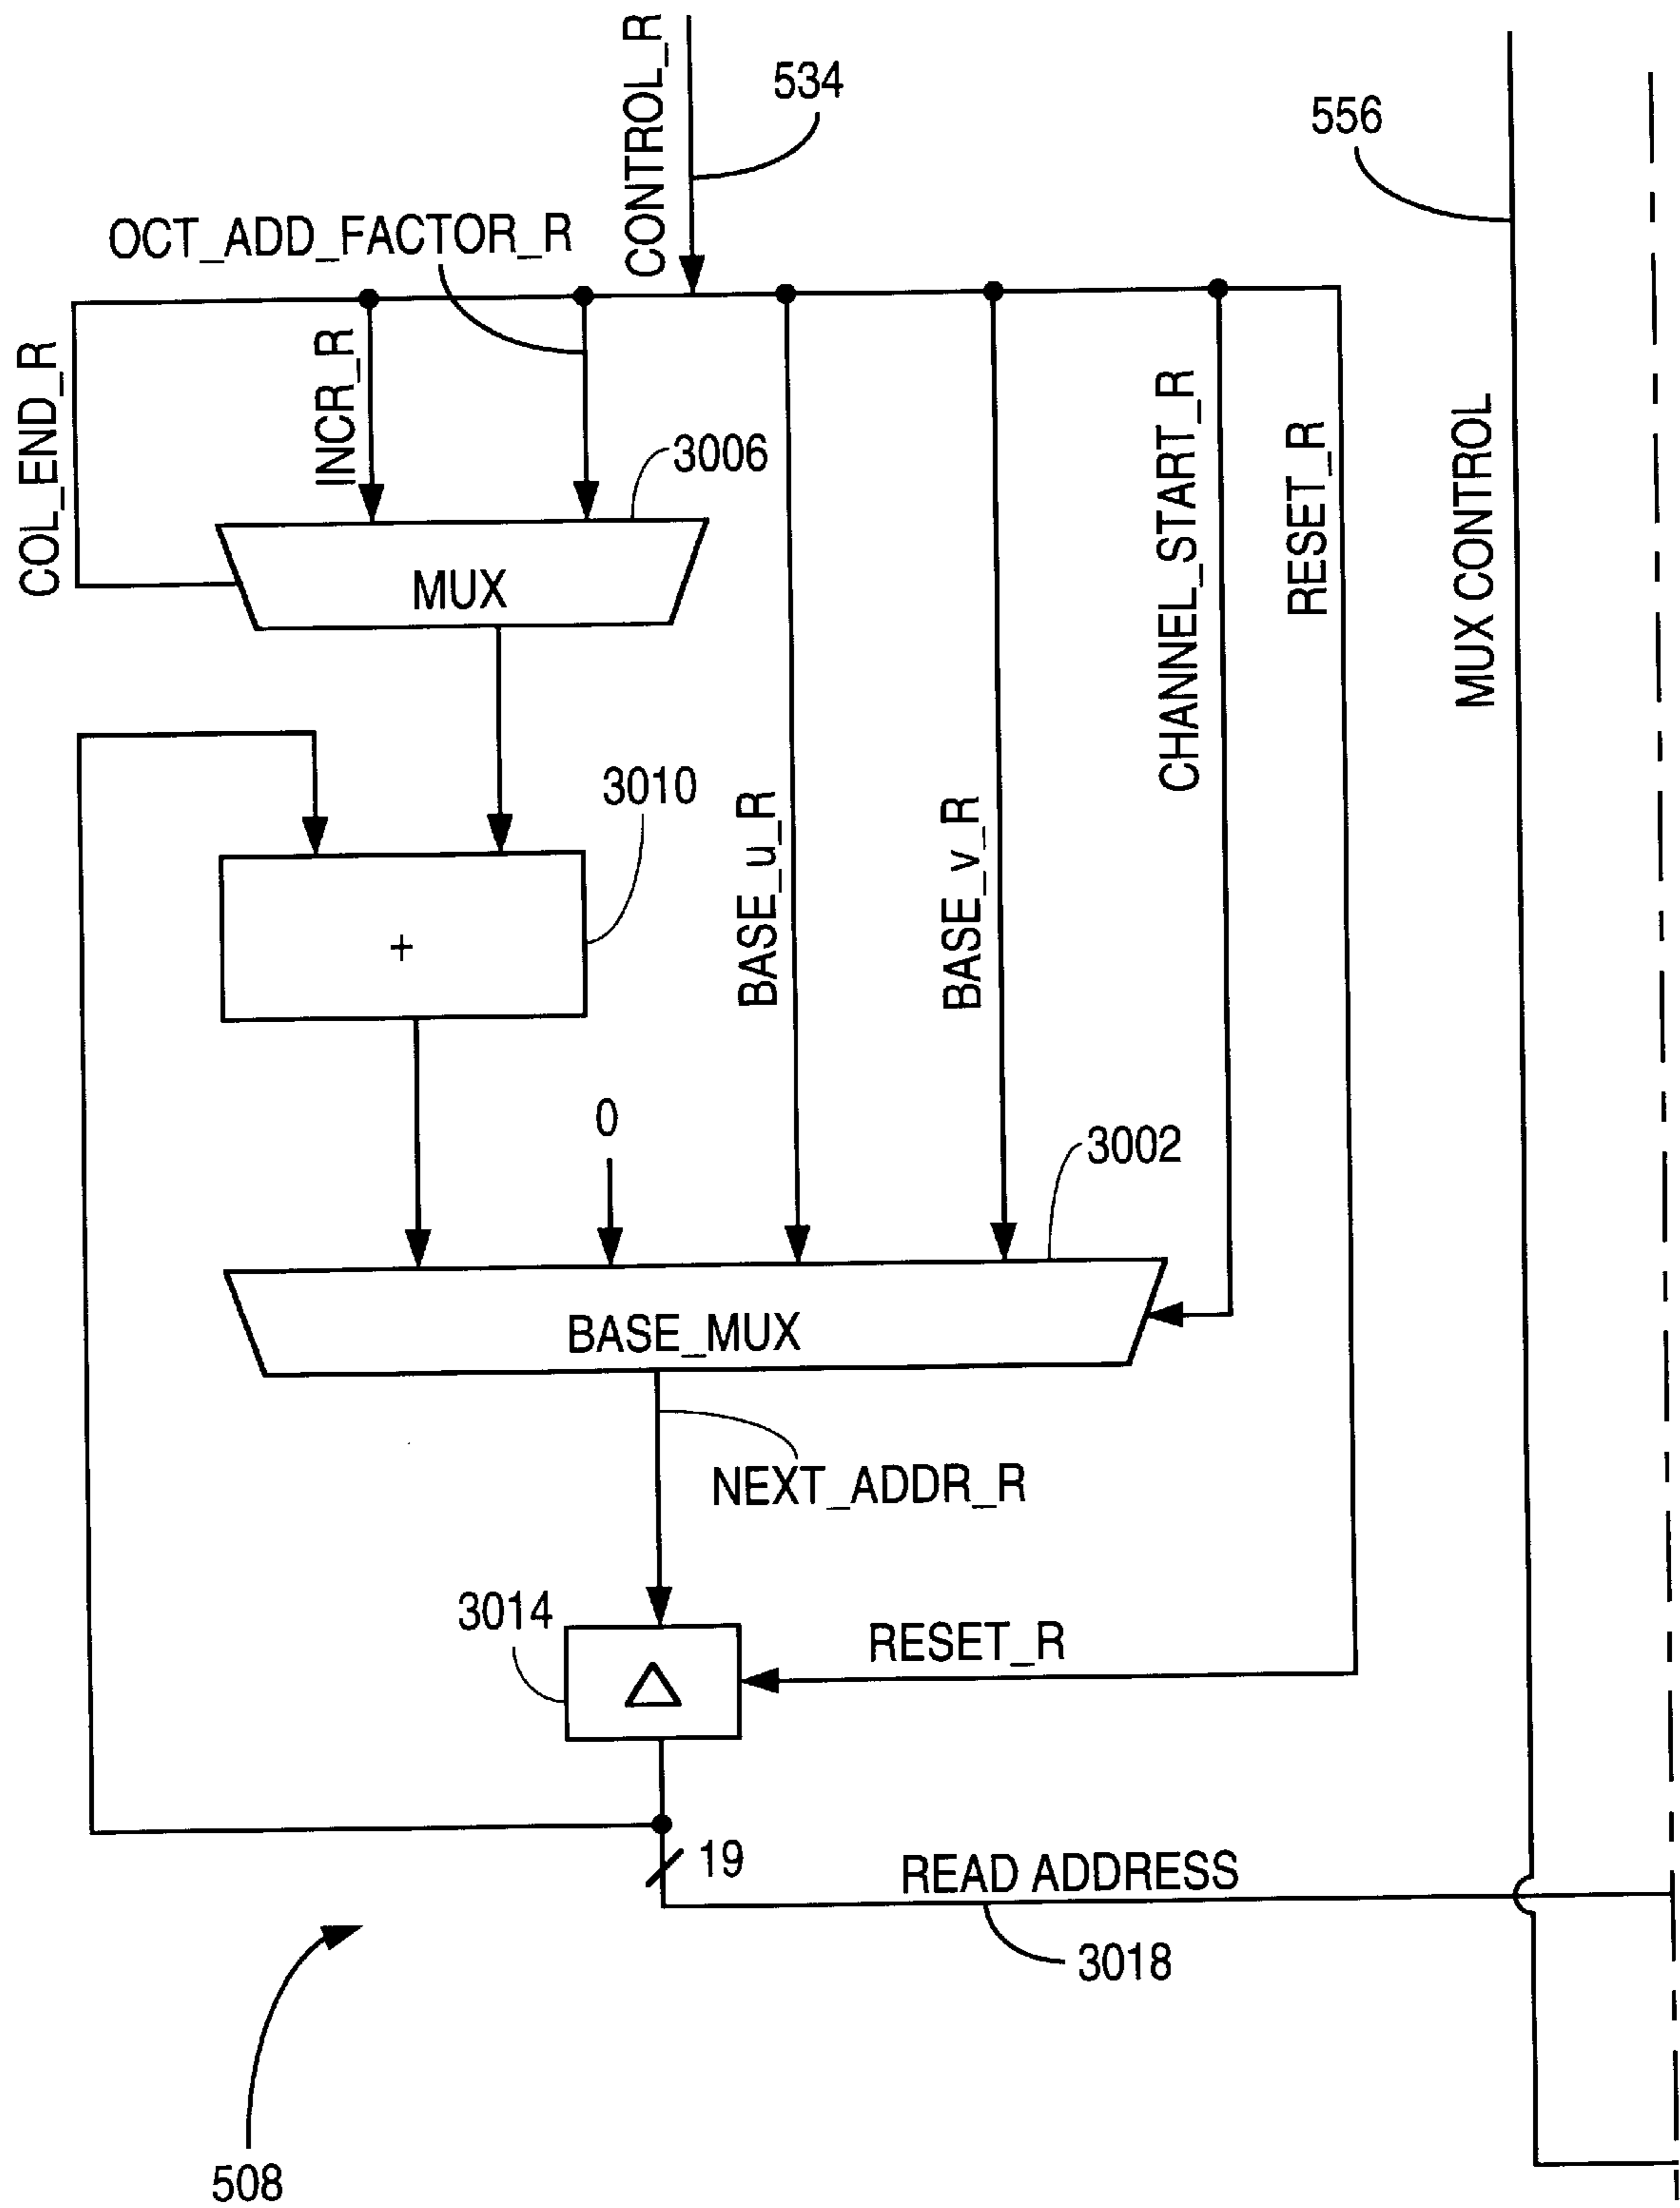 CONTROL_R
534
556
OCT_ADD_FACTOR_R
COL_END_R
INCR_R
3006
CHANNEL_START_R
RESET_R
MUX CONTROL
MUX
3010
BASE_u_R
BASE_v_R
+
0
3002
BASE_MUX
NEXT_ADDR_R
3014
RESET_R
19
READ ADDRESS
3018
508